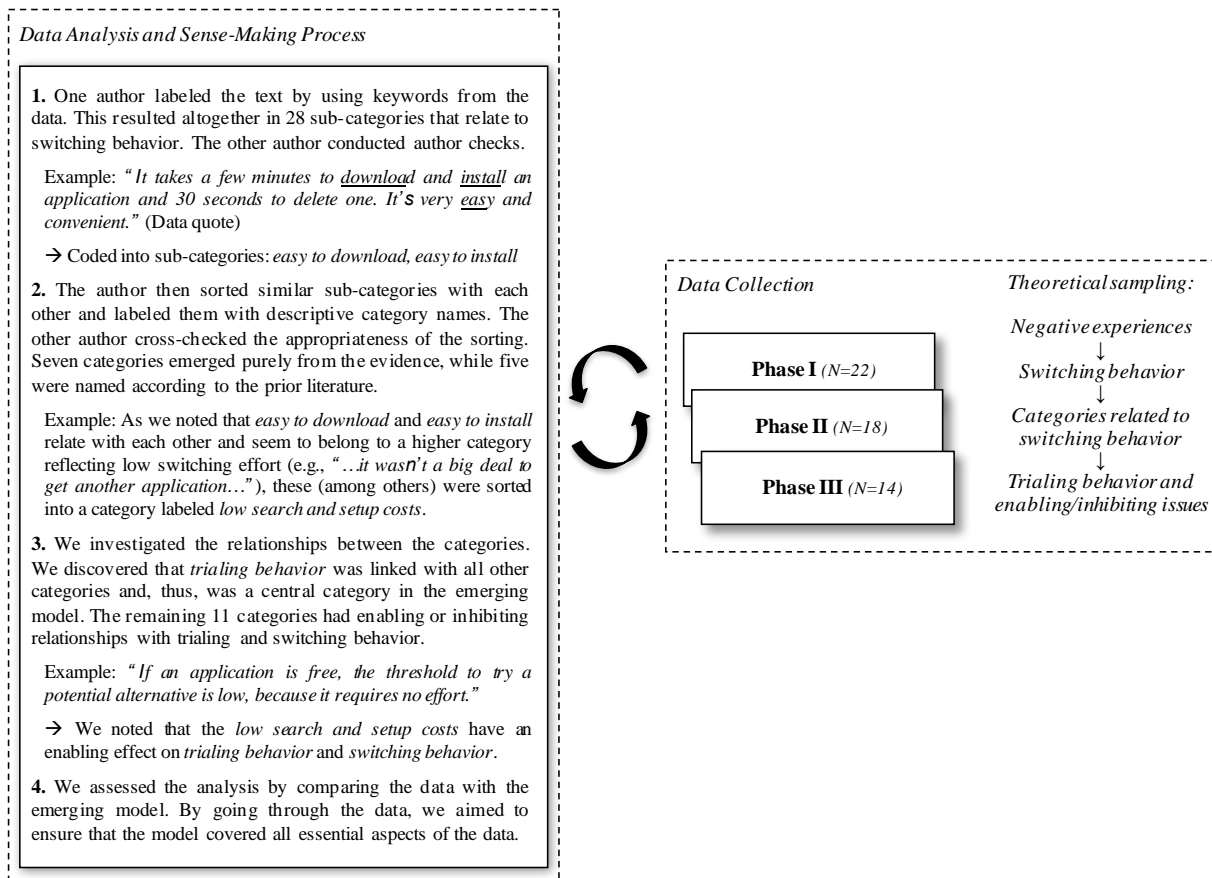 Data Analysis and Sense-Making Process
1. One author labeled the text by using keywords from the
data. This resulted altogether in 28 sub-categories that relate to
switching behavior. The other author conducted author checks.
Example: “It takes a few minutes to download and install an
application and 30 seconds to delete one. It’s very easy and
convenient.” (Data quote)
→ Coded into sub-categories: easy to download, easy to install
2. The author then sorted similar sub-categories with each
other and labeled them with descriptive category names. The
other author cross-checked the appropriateness of the sorting.
Seven categories emerged purely from the evidence, while five
were named according to the prior literature.
Example: As we noted that easy to download and easy to install
relate with each other and seem to belong to a higher category
reflecting low switching effort (e.g., “…it wasn’t a big deal to
get another application…”), these (among others) were sorted
into a category labeled low search and setup costs.
3. We investigated the relationships between the categories.
We discovered that trialing behavior was linked with all other
categories and, thus, was a central category in the emerging
model. The remaining 11 categories had enabling or inhibiting
relationships with trialing and switching behavior.
Example: “If an application is free, the threshold to try a
potential alternative is low, because it requires no effort.”
→ We noted that the low search and setup costs have an
enabling effect on trialing behavior and switching behavior.
4. We assessed the analysis by comparing the data with the
emerging model. By going through the data, we aimed to
ensure that the model covered all essential aspects of the data.
Data Collection
Phase I (N=22)
Phase II (N=18)
Phase III (N=14)
Theoretical sampling:
Negative experiences
↓
Switching behavior
↓
Categories related to
switching behavior
↓
Trialing behavior and
enabling/inhibiting issues